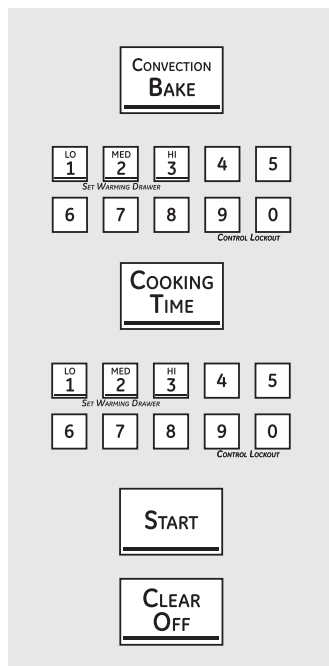 CONVECTION
BAKE
LO MED HI
1 2 3 4 5
SET WARMING DRAWER
6 7 8 9 0
CONTROL LOCKOUT
COOKING
TIME
LO MED HI
1 2 3 4 5
SET WARMING DRAWER
6 7 8 9 0
CONTROL LOCKOUT
START
CLEAR
OFF